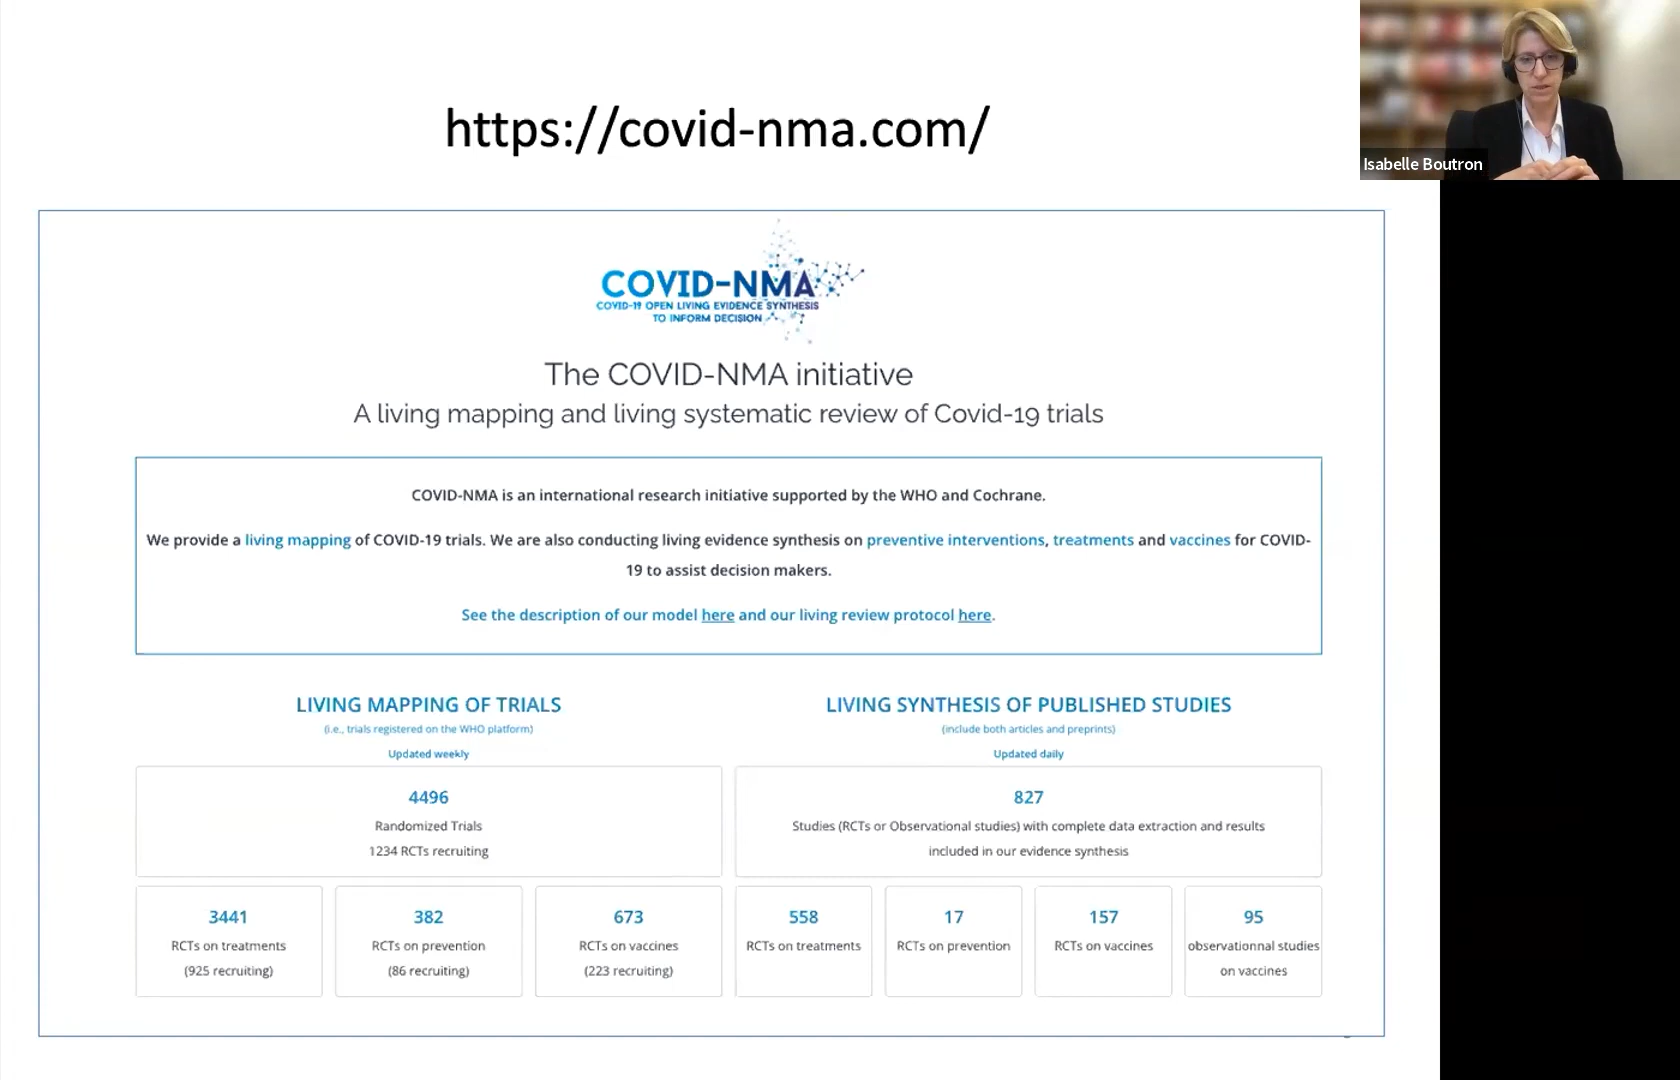 https://covid-nma.com/
Isabelle Boutron
COVID-NMA
COVID-19 OPEN LIVING EVIDENCE SYNTHESIS
TO INFORM DECISION
The COVID-NMA initiative
A living mapping and living systematic review of Covid-19 trials
COVID-NMA is an international research initiative supported by the WHO and Cochrane.
We provide a living mapping of COVID-19 trials. We are also conducting living evidence synthesis on preventive interventions, treatments and vaccines for COVID-
19 to assist decision makers.
See the description of our model here and our living review protocol here.
LIVING MAPPING OF TRIALS
(i.e., trials registered on the WHO platform)
Updated weekly
4496
Randomized Trials
1234 RCTs recruiting
3441
RCTs on treatments
(925 recruiting)
382
RCTs on prevention
(86 recruiting)
673
RCTs on vaccines
(223 recruiting)
LIVING SYNTHESIS OF PUBLISHED STUDIES
(include both articles and preprints)
Updated daily
827
Studies (RCTs or Observational studies) with complete data extraction and results
included in our evidence synthesis
558
RCTs on treatments
17
RCTs on prevention
157
RCTs on vaccines
95
observationnal studies
on vaccines